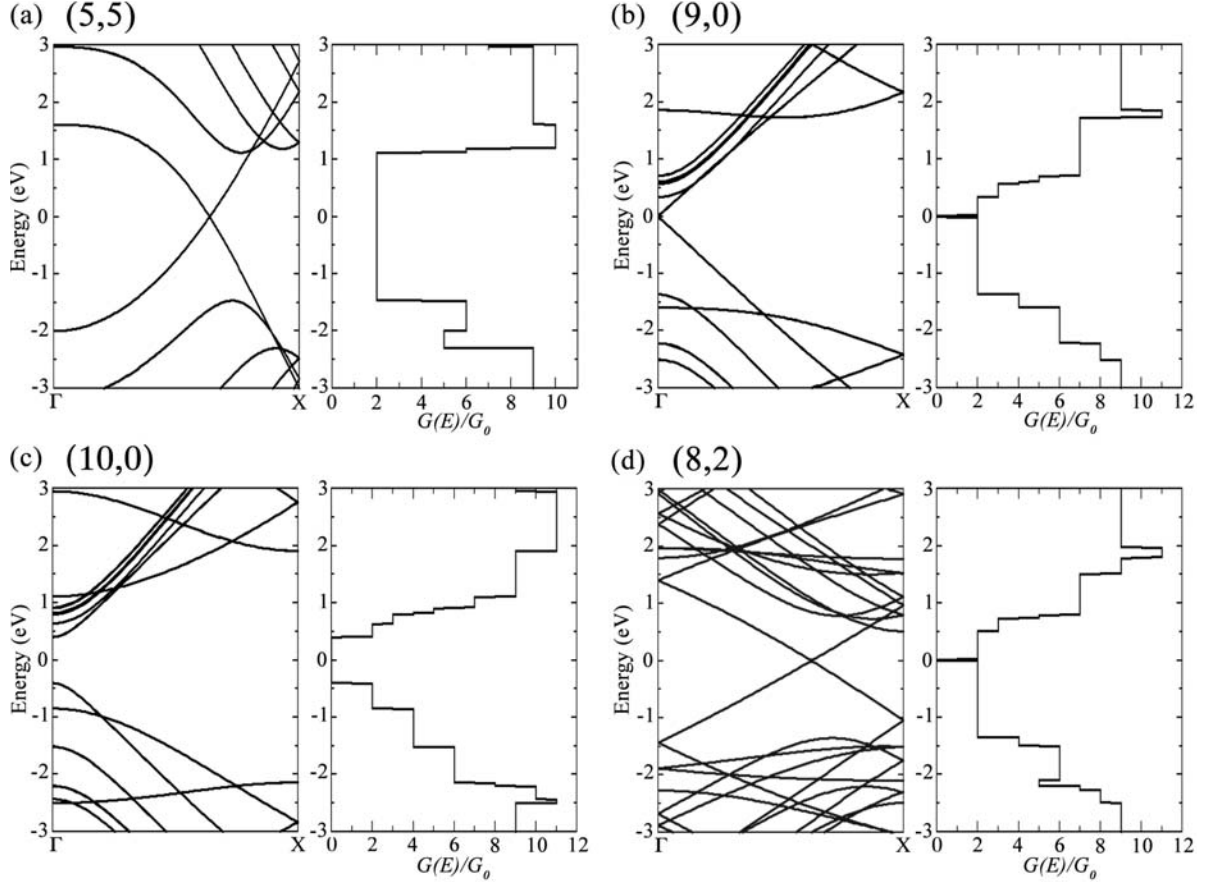 (a) (5,5)
3
2
1
0
-1
-2
-3
Energy (eV)
Γ X
3
2
1
0
-1
-2
-3
0 2 4 6 8 10
G(E)/G0
(b) (9,0)
3
2
1
0
-1
-2
-3
Energy (eV)
Γ X
3
2
1
0
-1
-2
-3
0 2 4 6 8 10 12
G(E)/G0
(c) (10,0)
3
2
1
0
-1
-2
-3
Energy (eV)
Γ X
3
2
1
0
-1
-2
-3
0 2 4 6 8 10 12
G(E)/G0
(d) (8,2)
3
2
1
0
-1
-2
-3
Energy (eV)
Γ X
3
2
1
0
-1
-2
-3
0 2 4 6 8 10 12
G(E)/G0